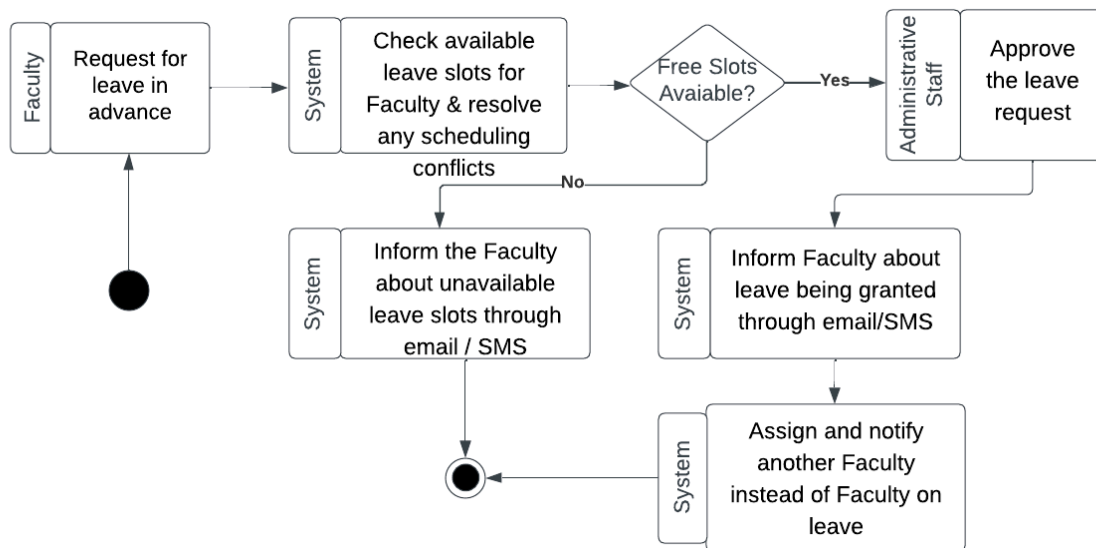 Faculty
Request for
leave in
advance
System
Check available
leave slots for
Faculty & resolve
any scheduling
conflicts
Free Slots
Avaiable?
Yes
Administrative
Staff
Approve
the leave
request
No
System
Inform the Faculty
about unavailable
leave slots through
email / SMS
System
Inform Faculty about
leave being granted
through email/SMS
System
Assign and notify
another Faculty
instead of Faculty on
leave